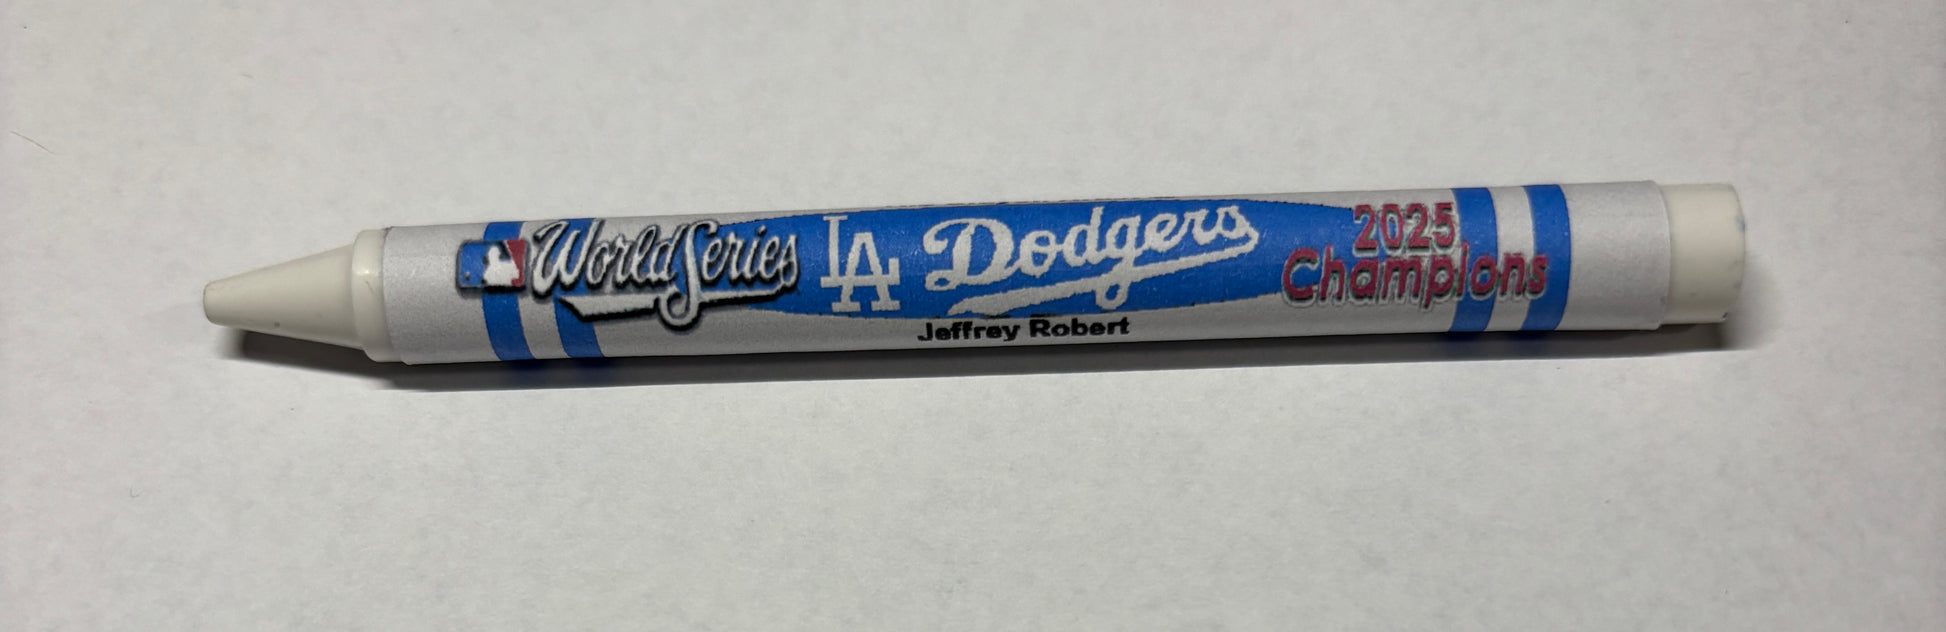 World Series LA Dodgers 2025
Champions
Jeffrey Robert